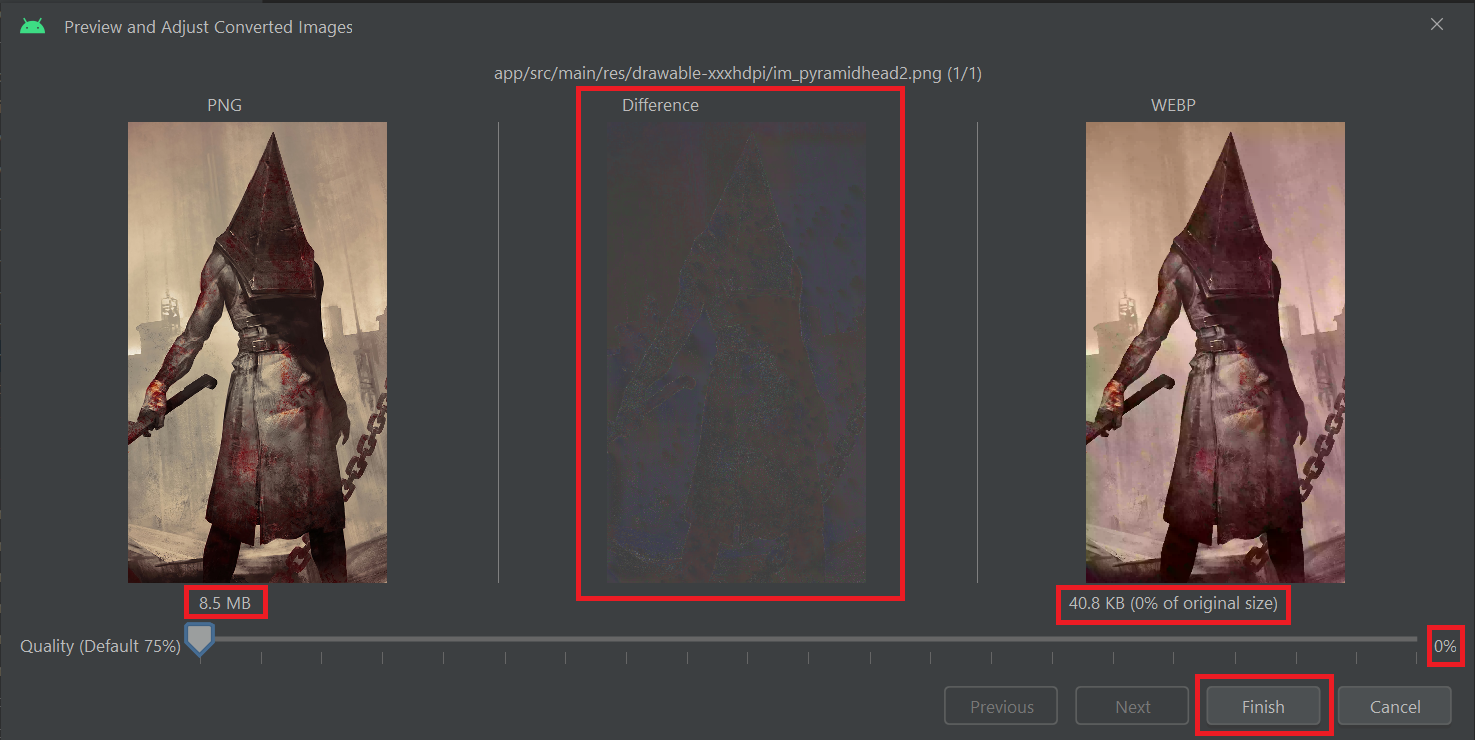 Preview and Adjust Converted Images
app/src/main/res/drawable-xxxhdpi/im_pyramidhead2.png (1/1)
PNG
Difference
WEBP
8.5 MB
40.8 KB (0% of original size)
Quality (Default 75%)
0%
Previous
Next
Finish
Cancel